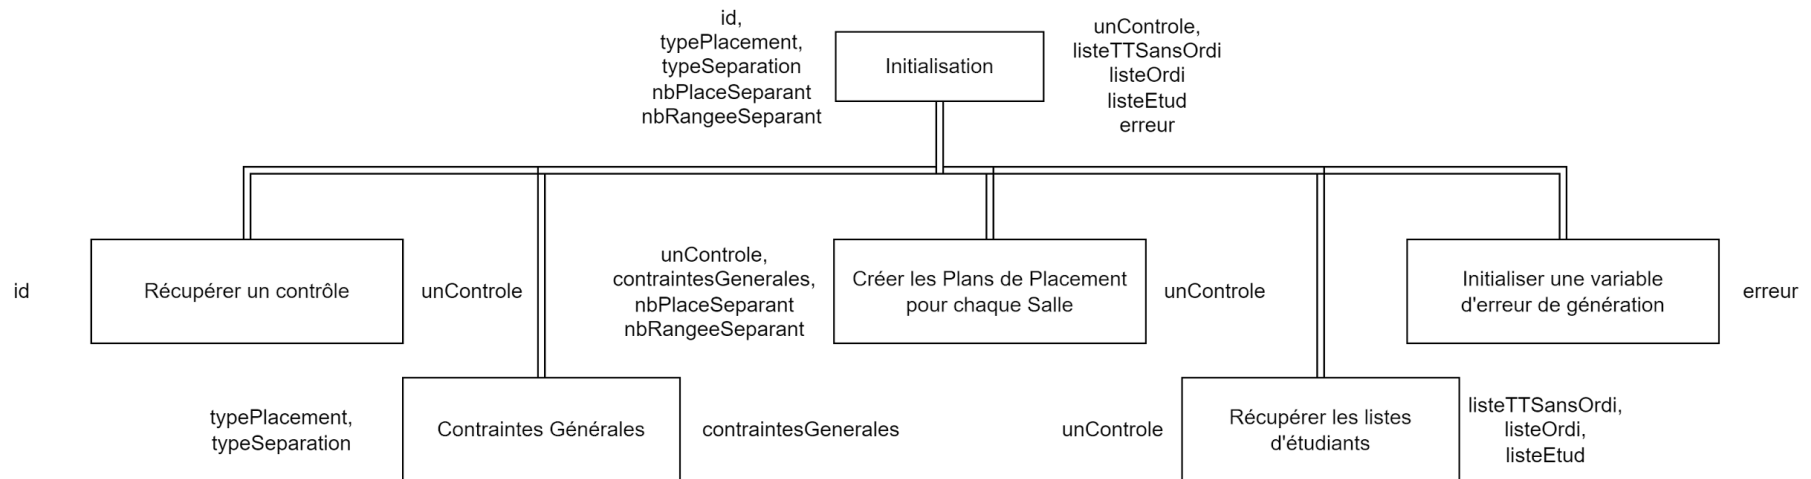 id,
typePlacement,
typeSeparation
nbPlaceSeparant
nbRangeeSeparant
Initialisation
unControle,
listeTTSansOrdi
listeOrdi
listeEtud
erreur
id
Récupérer un contrôle
unControle
unControle,
contraintesGenerales,
nbPlaceSeparant
nbRangeeSeparant
Créer les Plans de Placement
pour chaque Salle
unControle
Initialiser une variable
d'erreur de génération
erreur
typePlacement,
typeSeparation
Contraintes Générales
contraintesGenerales
unControle
Récupérer les listes
d'étudiants
listeTTSansOrdi,
listeOrdi,
listeEtud